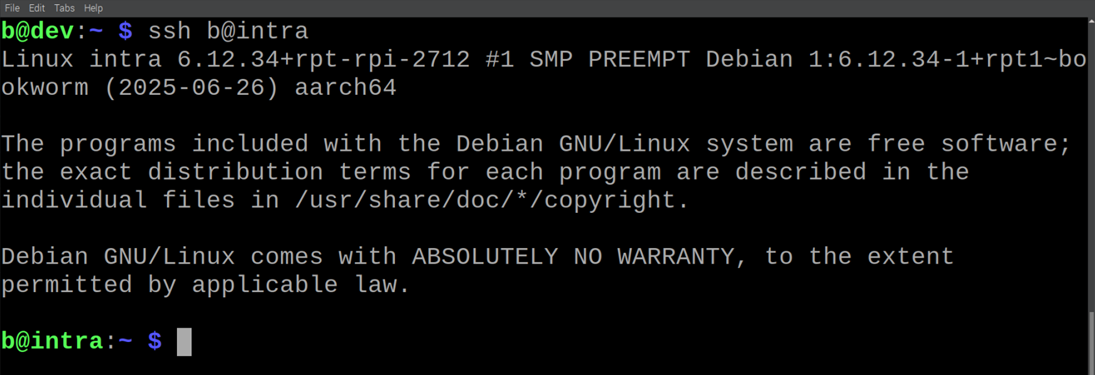 File Edit Tabs Help
b@dev:~ $ ssh b@intra
Linux intra 6.12.34+rpt-rpi-2712 #1 SMP PREEMPT Debian 1:6.12.34-1+rpt1~bo
okworm (2025-06-26) aarch64
The programs included with the Debian GNU/Linux system are free software;
the exact distribution terms for each program are described in the
individual files in /usr/share/doc/*/copyright.
Debian GNU/Linux comes with ABSOLUTELY NO WARRANTY, to the extent
permitted by applicable law.
b@intra:~ $